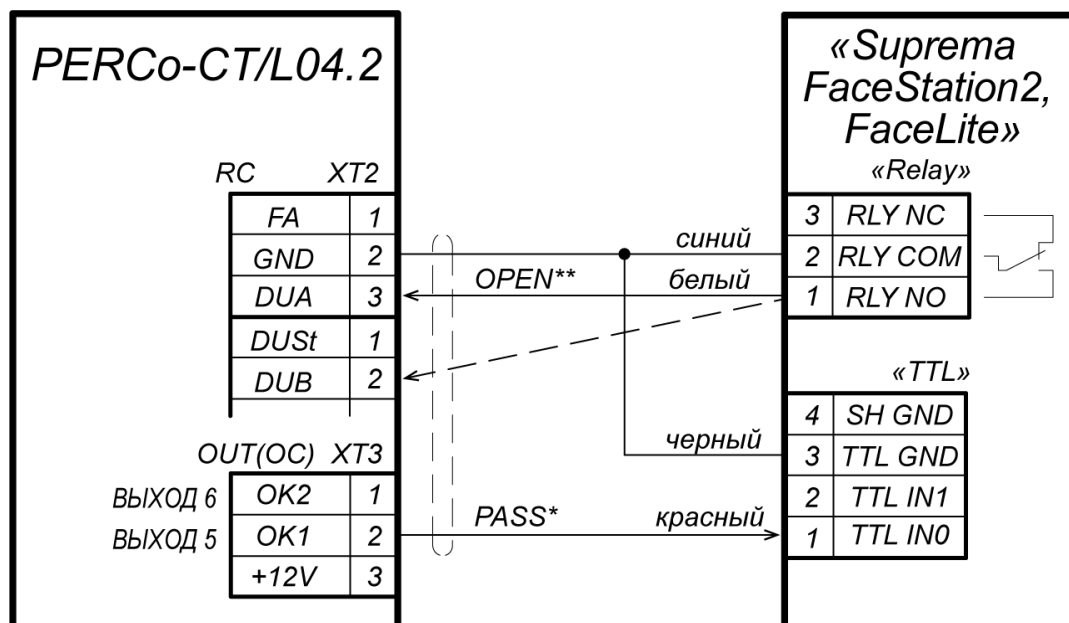 PERCo-CT/L04.2
RC XT2
FA 1
GND 2
DUA 3
DUSt 1
DUB 2
OUT(OC) XT3
ВЫХОД 6 OK2 1
ВЫХОД 5 OK1 2
+12V 3
синий
OPEN** белый
черный
PASS* красный
«Suprema
FaceStation2,
FaceLite»
«Relay»
3 RLY NC
2 RLY COM
1 RLY NO
«TTL»
4 SH GND
3 TTL GND
2 TTL IN1
1 TTL IN0